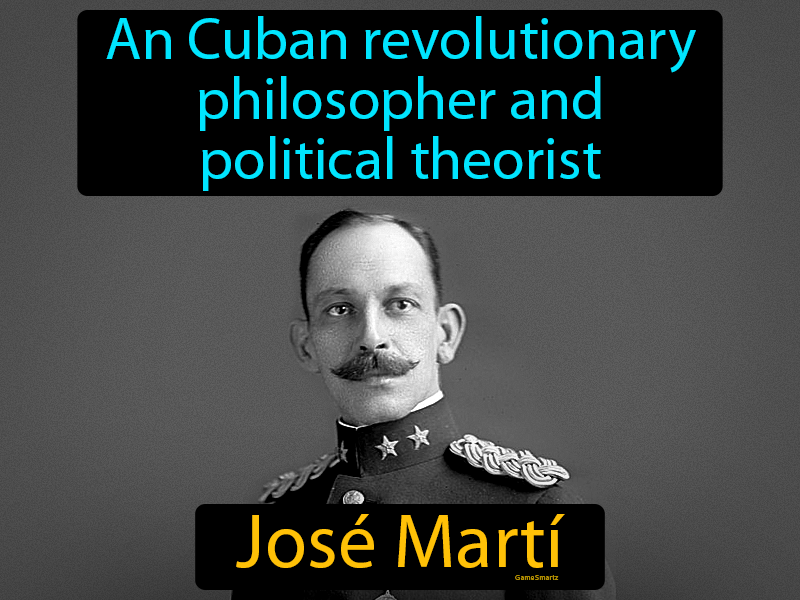 An Cuban revolutionary
philosopher and
political theorist
José Martí
GameSmartz